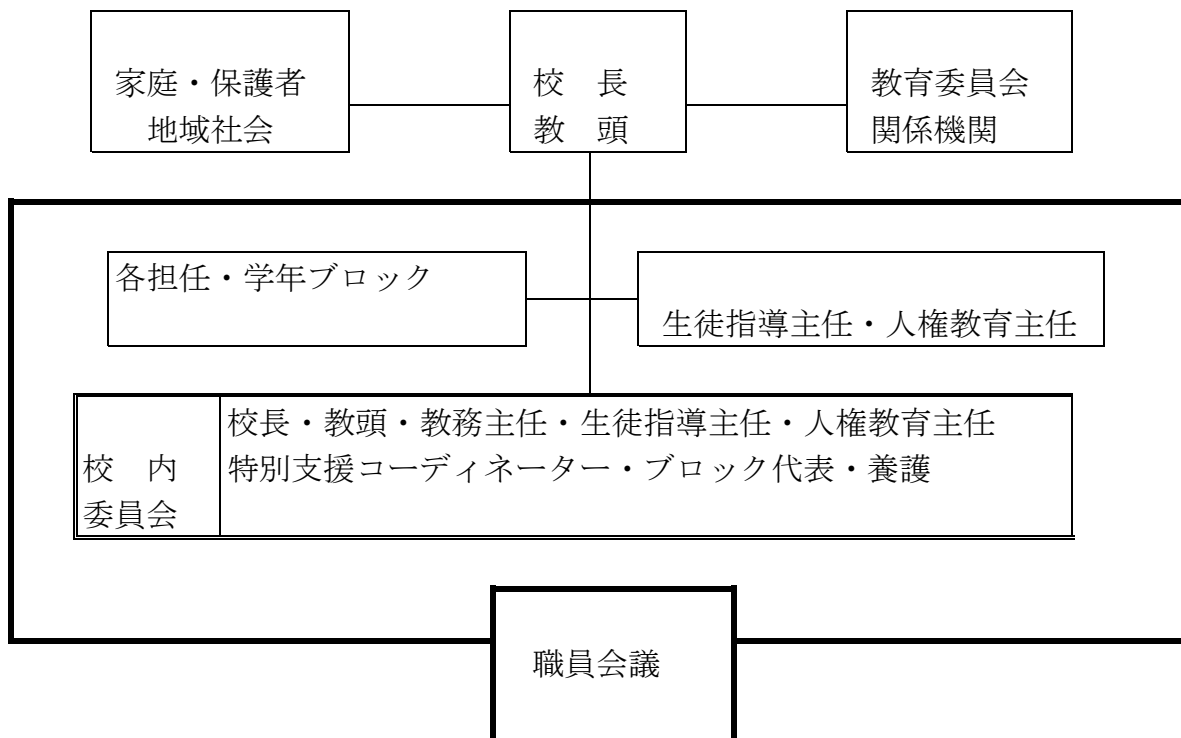 家庭・保護者
地域社会
校　長
教　頭
教育委員会
関係機関
各担任・学年ブロック
生徒指導主任・人権教育主任
校　内
委員会
校長・教頭・教務主任・生徒指導主任・人権教育主任
特別支援コーディネーター・ブロック代表・養護
職員会議